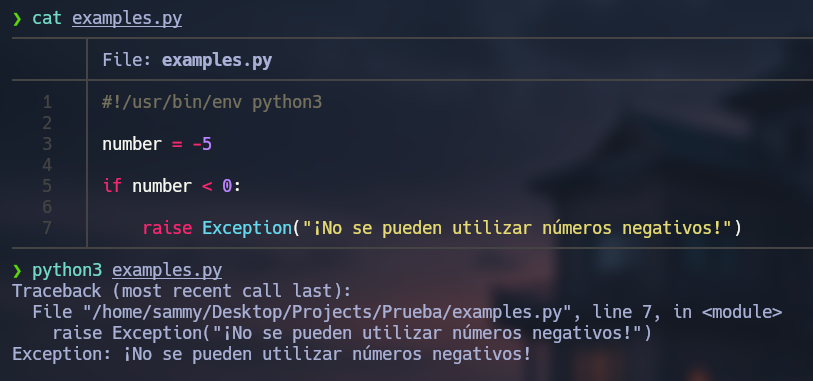 ❯ cat examples.py
File: examples.py
1 #!/usr/bin/env python3
2
3 number = -5
4
5 if number < 0:
6
7 raise Exception("¡No se pueden utilizar números negativos!")
❯ python3 examples.py
Traceback (most recent call last):
File "/home/sammy/Desktop/Projects/Prueba/examples.py", line 7, in <module>
raise Exception("¡No se pueden utilizar números negativos!")
Exception: ¡No se pueden utilizar números negativos!